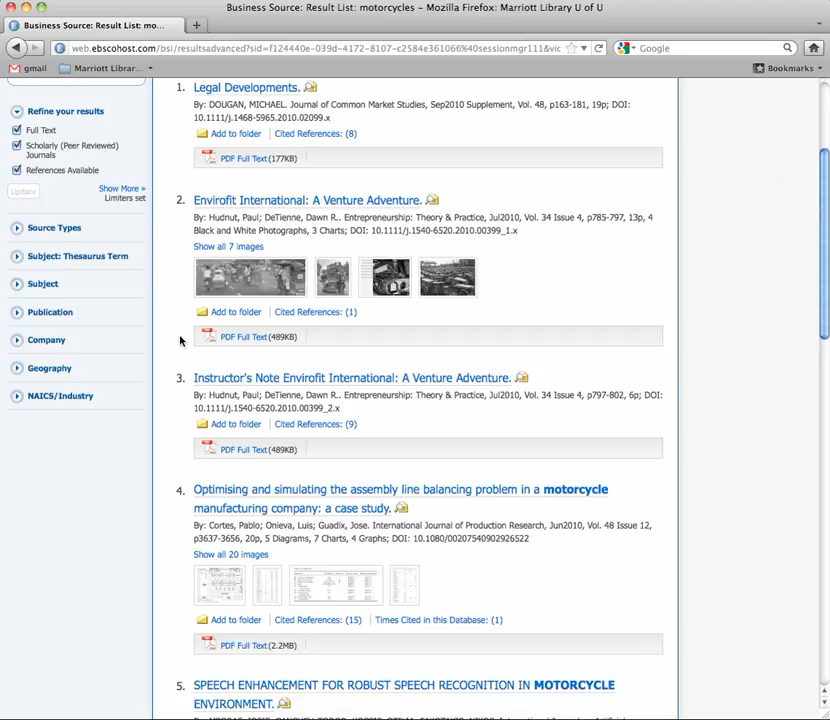 Business Source: Result List: motorcycles – Mozilla Firefox: Marriott Library U of U
Business Source: Result List: mo...
web.ebscohost.com/bsi/resultsadvanced?sid=f124440e-039d-4172-8107-c2584e361066%40sessionmgr111&vic
Google
gmail
Marriott Librar...
Bookmarks
Refine your results
Full Text
Scholarly (Peer Reviewed)
Journals
References Available
Update
Show More »
Limiters set
Source Types
Subject: Thesaurus Term
Subject
Publication
Company
Geography
NAICS/Industry
1. Legal Developments.
By: DOUGAN, MICHAEL. Journal of Common Market Studies, Sep2010 Supplement, Vol. 48, p163-181, 19p; DOI:
10.1111/j.1468-5965.2010.02099.x
Add to folder Cited References: (8)
PDF Full Text(177KB)
2. Envirofit International: A Venture Adventure.
By: Hudnut, Paul; DeTienne, Dawn R.. Entrepreneurship: Theory & Practice, Jul2010, Vol. 34 Issue 4, p785-797, 13p, 4
Black and White Photographs, 3 Charts; DOI: 10.1111/j.1540-6520.2010.00399_1.x
Show all 7 images
Add to folder Cited References: (1)
PDF Full Text(489KB)
3. Instructor's Note Envirofit International: A Venture Adventure.
By: Hudnut, Paul; DeTienne, Dawn R.. Entrepreneurship: Theory & Practice, Jul2010, Vol. 34 Issue 4, p797-802, 6p; DOI:
10.1111/j.1540-6520.2010.00399_2.x
Add to folder Cited References: (9)
PDF Full Text(489KB)
4. Optimising and simulating the assembly line balancing problem in a motorcycle
manufacturing company: a case study.
By: Cortes, Pablo; Onieva, Luis; Guadix, Jose. International Journal of Production Research, Jun2010, Vol. 48 Issue 12,
p3637-3656, 20p, 5 Diagrams, 7 Charts, 4 Graphs; DOI: 10.1080/00207540902926522
Show all 20 images
Add to folder Cited References: (15) Times Cited in this Database: (1)
PDF Full Text(2.2MB)
5. SPEECH ENHANCEMENT FOR ROBUST SPEECH RECOGNITION IN MOTORCYCLE
ENVIRONMENT.